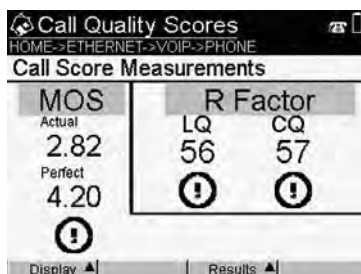 Call Quality Scores
HOME->ETHERNET->VOIP->PHONE
Call Score Measurements
MOS
Actual
2.82
Perfect
4.20
R Factor
LQ CQ
56 57
Display Results